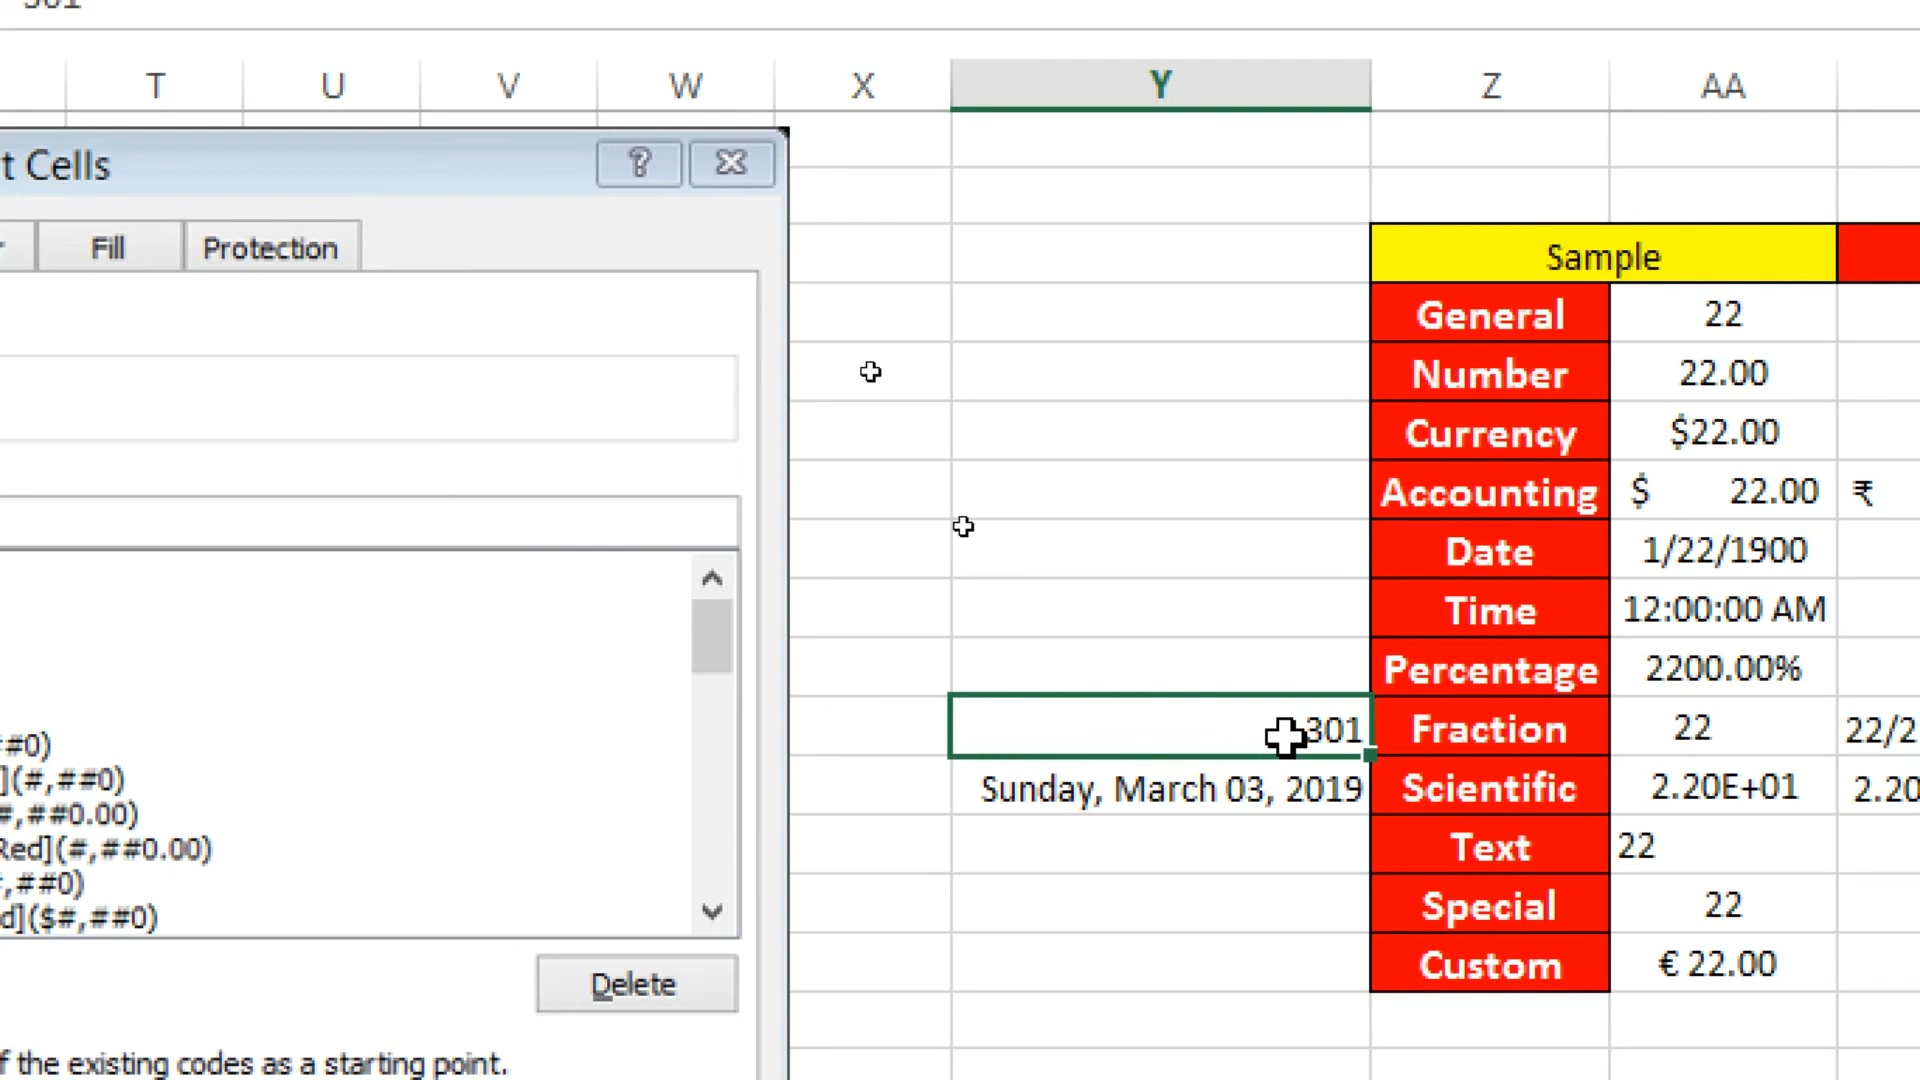 T U V W X Y Z AA
t Cells
Fill Protection
Sample
General 22
Number 22.00
Currency $22.00
Accounting $ 22.00 ₹
Date 1/22/1900
Time 12:00:00 AM
Percentage 2200.00%
301 Fraction 22 22/2
Sunday, March 03, 2019 Scientific 2.20E+01 2.20
Text 22
Special 22
Custom € 22.00
##0)
](#,##0)
#,##0.00)
Red](#,##0.00)
,##0)
d]($#,##0)
Delete
f the existing codes as a starting point.